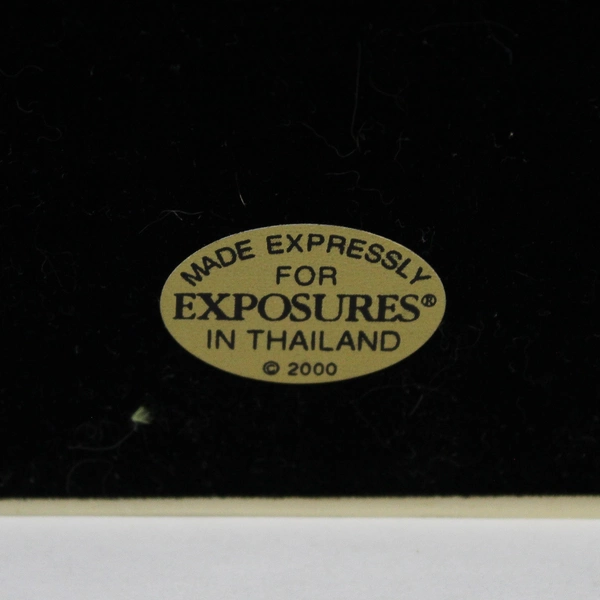 MADE EXPRESSLY
FOR
EXPOSURES®
IN THAILAND
© 2000